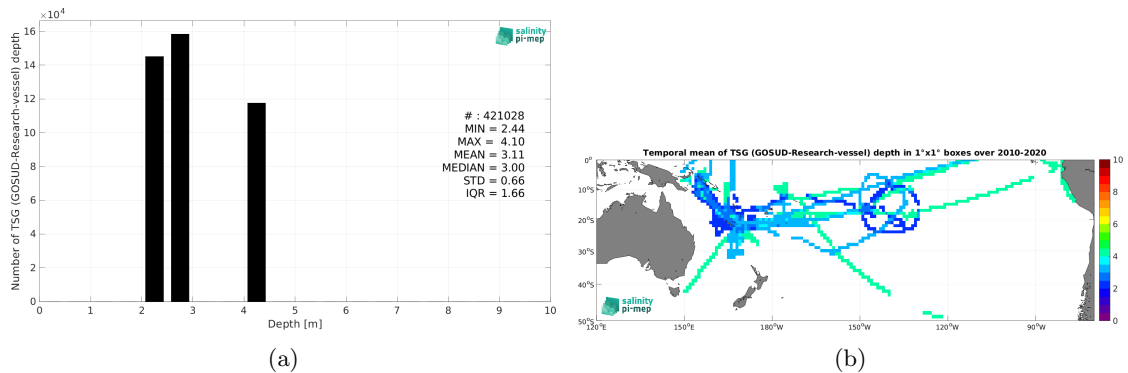 ×10⁴
16
14
12
10
8
6
4
2
0
Number of TSG (GOSUD-Research-vessel) depth
salinity
pi-mep
# : 421028
MIN = 2.44
MAX = 4.10
MEAN = 3.11
MEDIAN = 3.00
STD = 0.66
IQR = 1.66
0 1 2 3 4 5 6 7 8 9 10
Depth [m]
(a)
Temporal mean of TSG (GOSUD-Research-vessel) depth in 1°x1° boxes over 2010-2020
0°
10°S
20°S
30°S
40°S
50°S
salinity
pi-mep
120°E 150°E 180°W 150°W 120°W 90°W
10
8
6
4
2
0
(b)